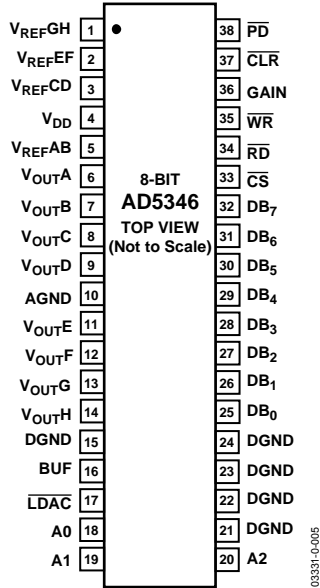 VREFGH 1
VREFEF 2
VREFCD 3
VDD 4
VREFAB 5
VOUTA 6
VOUTB 7
VOUTC 8
VOUTD 9
AGND 10
VOUTE 11
VOUTF 12
VOUTG 13
VOUTH 14
DGND 15
BUF 16
LDAC 17
A0 18
A1 19
8-BIT
AD5346
TOP VIEW
(Not to Scale)
38 PD
37 CLR
36 GAIN
35 WR
34 RD
33 CS
32 DB7
31 DB6
30 DB5
29 DB4
28 DB3
27 DB2
26 DB1
25 DB0
24 DGND
23 DGND
22 DGND
21 DGND
20 A2
03331-0-005